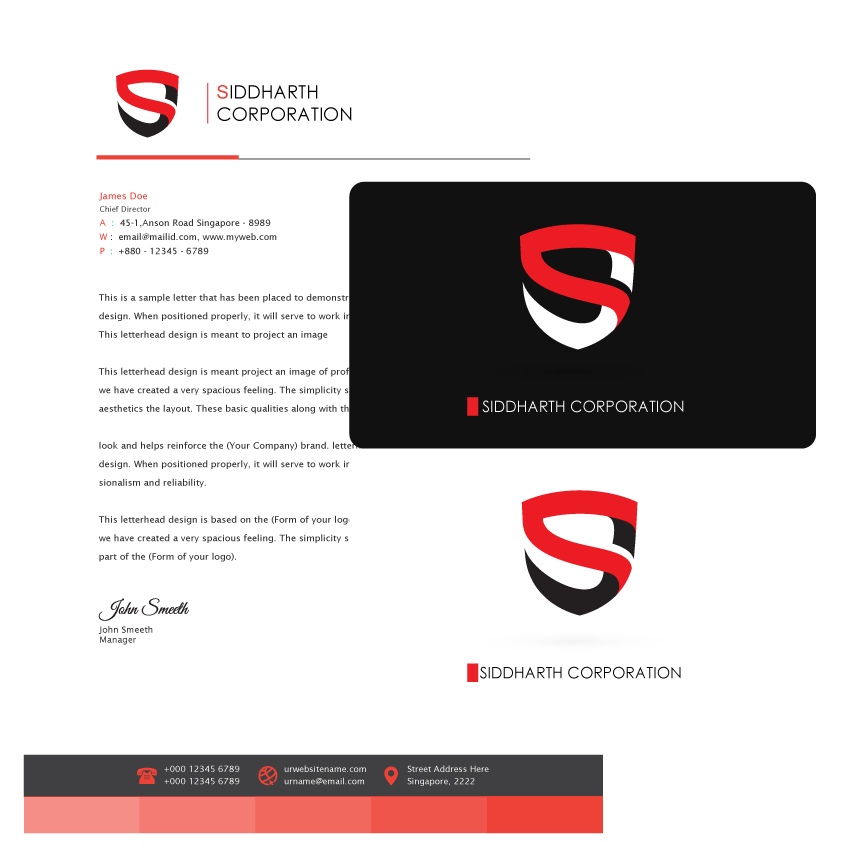 SIDDHARTH
CORPORATION
James Doe
Chief Director
A : 45-1,Anson Road Singapore - 8989
W : email@mailid.com, www.myweb.com
P : +880 - 12345 - 6789
This is a sample letter that has been placed to demonstr
design. When positioned properly, it will serve to work in
This letterhead design is meant to project an image
This letterhead design is meant project an image of prof
we have created a very spacious feeling. The simplicity s
aesthetics the layout. These basic qualities along with th
look and helps reinforce the (Your Company) brand. letterh
design. When positioned properly, it will serve to work ir
sionalism and reliability.
This letterhead design is based on the (Form of your log
we have created a very spacious feeling. The simplicity s
part of the (Form of your logo).
John Smeeth
John Smeeth
Manager
SIDDHARTH CORPORATION
SIDDHARTH CORPORATION
+000 12345 6789
+000 12345 6789
urwebsitename.com
urname@email.com
Street Address Here
Singapore, 2222